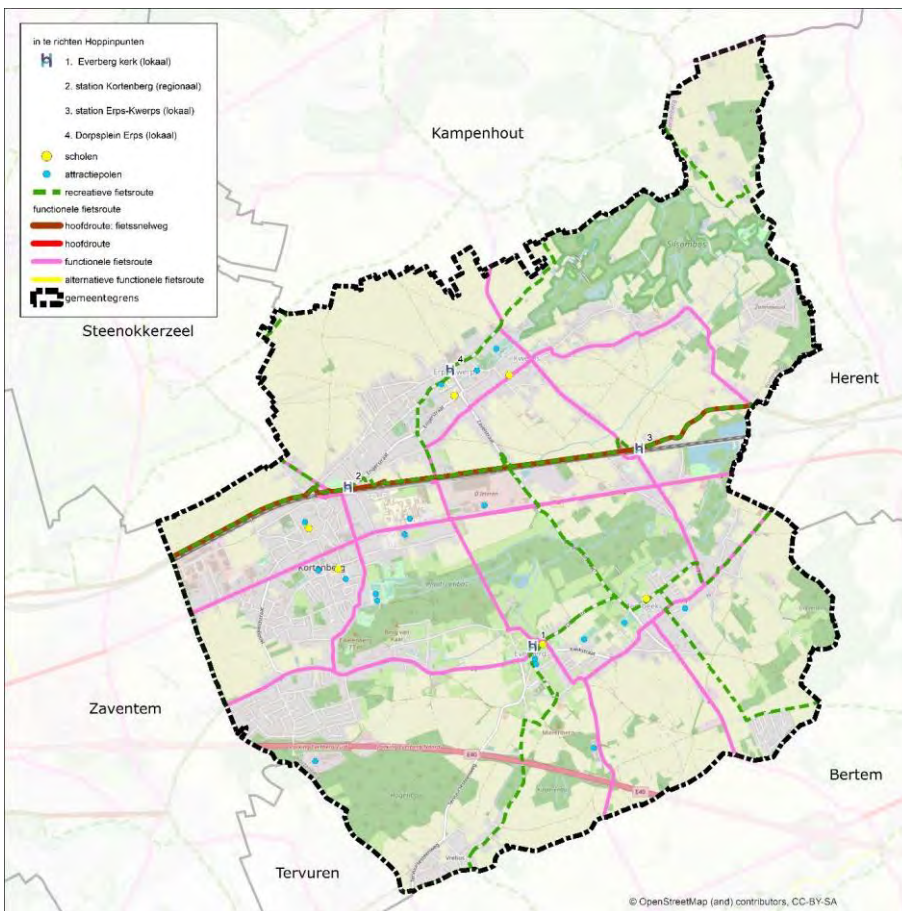 in te richten Hoppinpunten
1. Everberg kerk (lokaal)
2. station Kortenberg (regionaal)
3. station Erps-Kwerps (lokaal)
4. Dorpsplein Erps (lokaal)
scholen
attractiepolen
recreatieve fietsroute
functionele fietsroute
hoofdroute: fietssnelweg
hoofdroute
functionele fietsroute
alternatieve functionele fietsroute
gemeentegrens
Kampenhout
Steenokkerzeel
Herent
4
3
2
Kortenberg
1
Zaventem
E40
E40
Bertem
Tervuren
© OpenStreetMap (and) contributors, CC-BY-SA